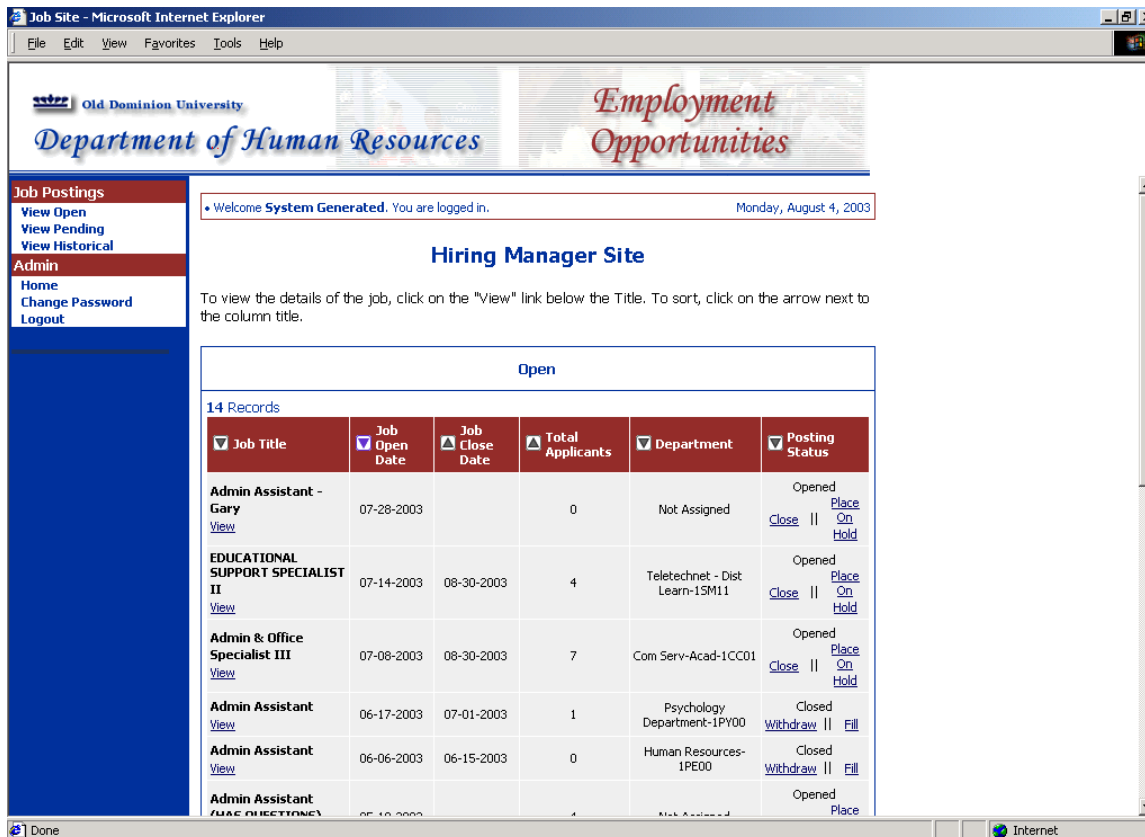 Job Site - Microsoft Internet Explorer
File Edit View Favorites Tools Help
Old Dominion University
Department of Human Resources
Employment
Opportunities
Job Postings
View Open
View Pending
View Historical
Admin
Home
Change Password
Logout
• Welcome System Generated. You are logged in. Monday, August 4, 2003
Hiring Manager Site
To view the details of the job, click on the "View" link below the Title. To sort, click on the arrow next to
the column title.
Open
14 Records
Job Title
Job
Open
Date
Job
Close
Date
Total
Applicants
Department
Posting
Status
Admin Assistant -
Gary
View
07-28-2003
0
Not Assigned
Opened
Close || Place
On
Hold
EDUCATIONAL
SUPPORT SPECIALIST
II
View
07-14-2003
08-30-2003
4
Teletechnet - Dist
Learn-1SM11
Opened
Close || Place
On
Hold
Admin & Office
Specialist III
View
07-08-2003
08-30-2003
7
Com Serv-Acad-1CC01
Opened
Close || Place
On
Hold
Admin Assistant
View
06-17-2003
07-01-2003
1
Psychology
Department-1PY00
Closed
Withdraw || Fill
Admin Assistant
View
06-06-2003
06-15-2003
0
Human Resources-
1PE00
Closed
Withdraw || Fill
Admin Assistant
(HAS QUESTIONS)
Not Assigned
Opened
Place
Done
Internet